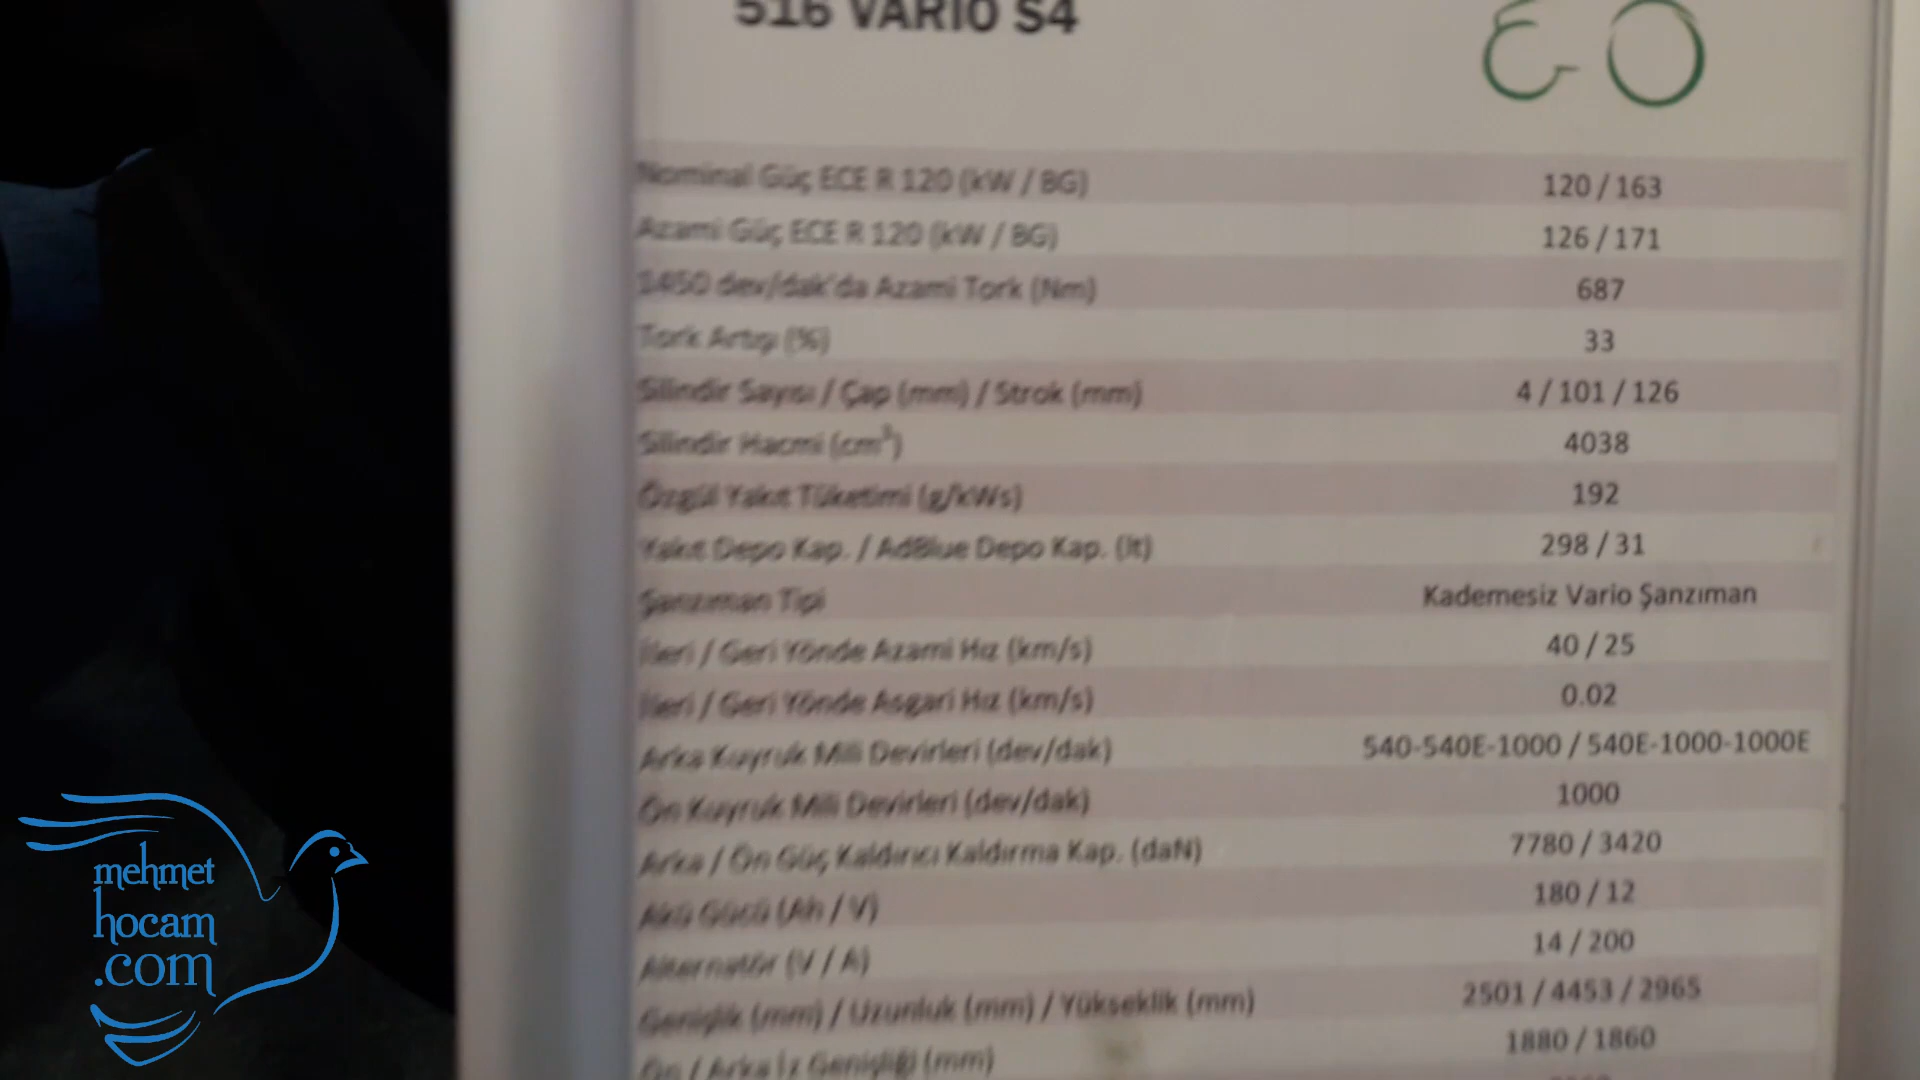 516 VARIO S4
Nominal Güç ECE R 120 (kW / BG) 120 / 163
Azami Güç ECE R 120 (kW / BG) 126 / 171
1450 dev/dak'da Azami Tork (Nm) 687
Tork Artışı (%) 33
Silindir Sayısı / Çap (mm) / Strok (mm) 4 / 101 / 126
Silindir Hacmi (cm³) 4038
Özgül Yakıt Tüketimi (g/kWs) 192
Yakıt Depo Kap. / AdBlue Depo Kap. (lt) 298 / 31
Şanzıman Tipi Kademesiz Vario Şanzıman
İleri / Geri Yönde Azami Hız (km/s) 40 / 25
İleri / Geri Yönde Asgari Hız (km/s) 0.02
Arka Kuyruk Mili Devirleri (dev/dak) 540-540E-1000 / 540E-1000-1000E
Ön Kuyruk Mili Devirleri (dev/dak) 1000
Arka / Ön Güç Kaldırıcı Kaldırma Kap. (daN) 7780 / 3420
Akü Gücü (Ah / V) 180 / 12
Alternatör (V / A) 14 / 200
Genişlik (mm) / Uzunluk (mm) / Yükseklik (mm) 2501 / 4453 / 2965
Ön / Arka İz Genişliği (mm) 1880 / 1860
mehmet
hocam
.com